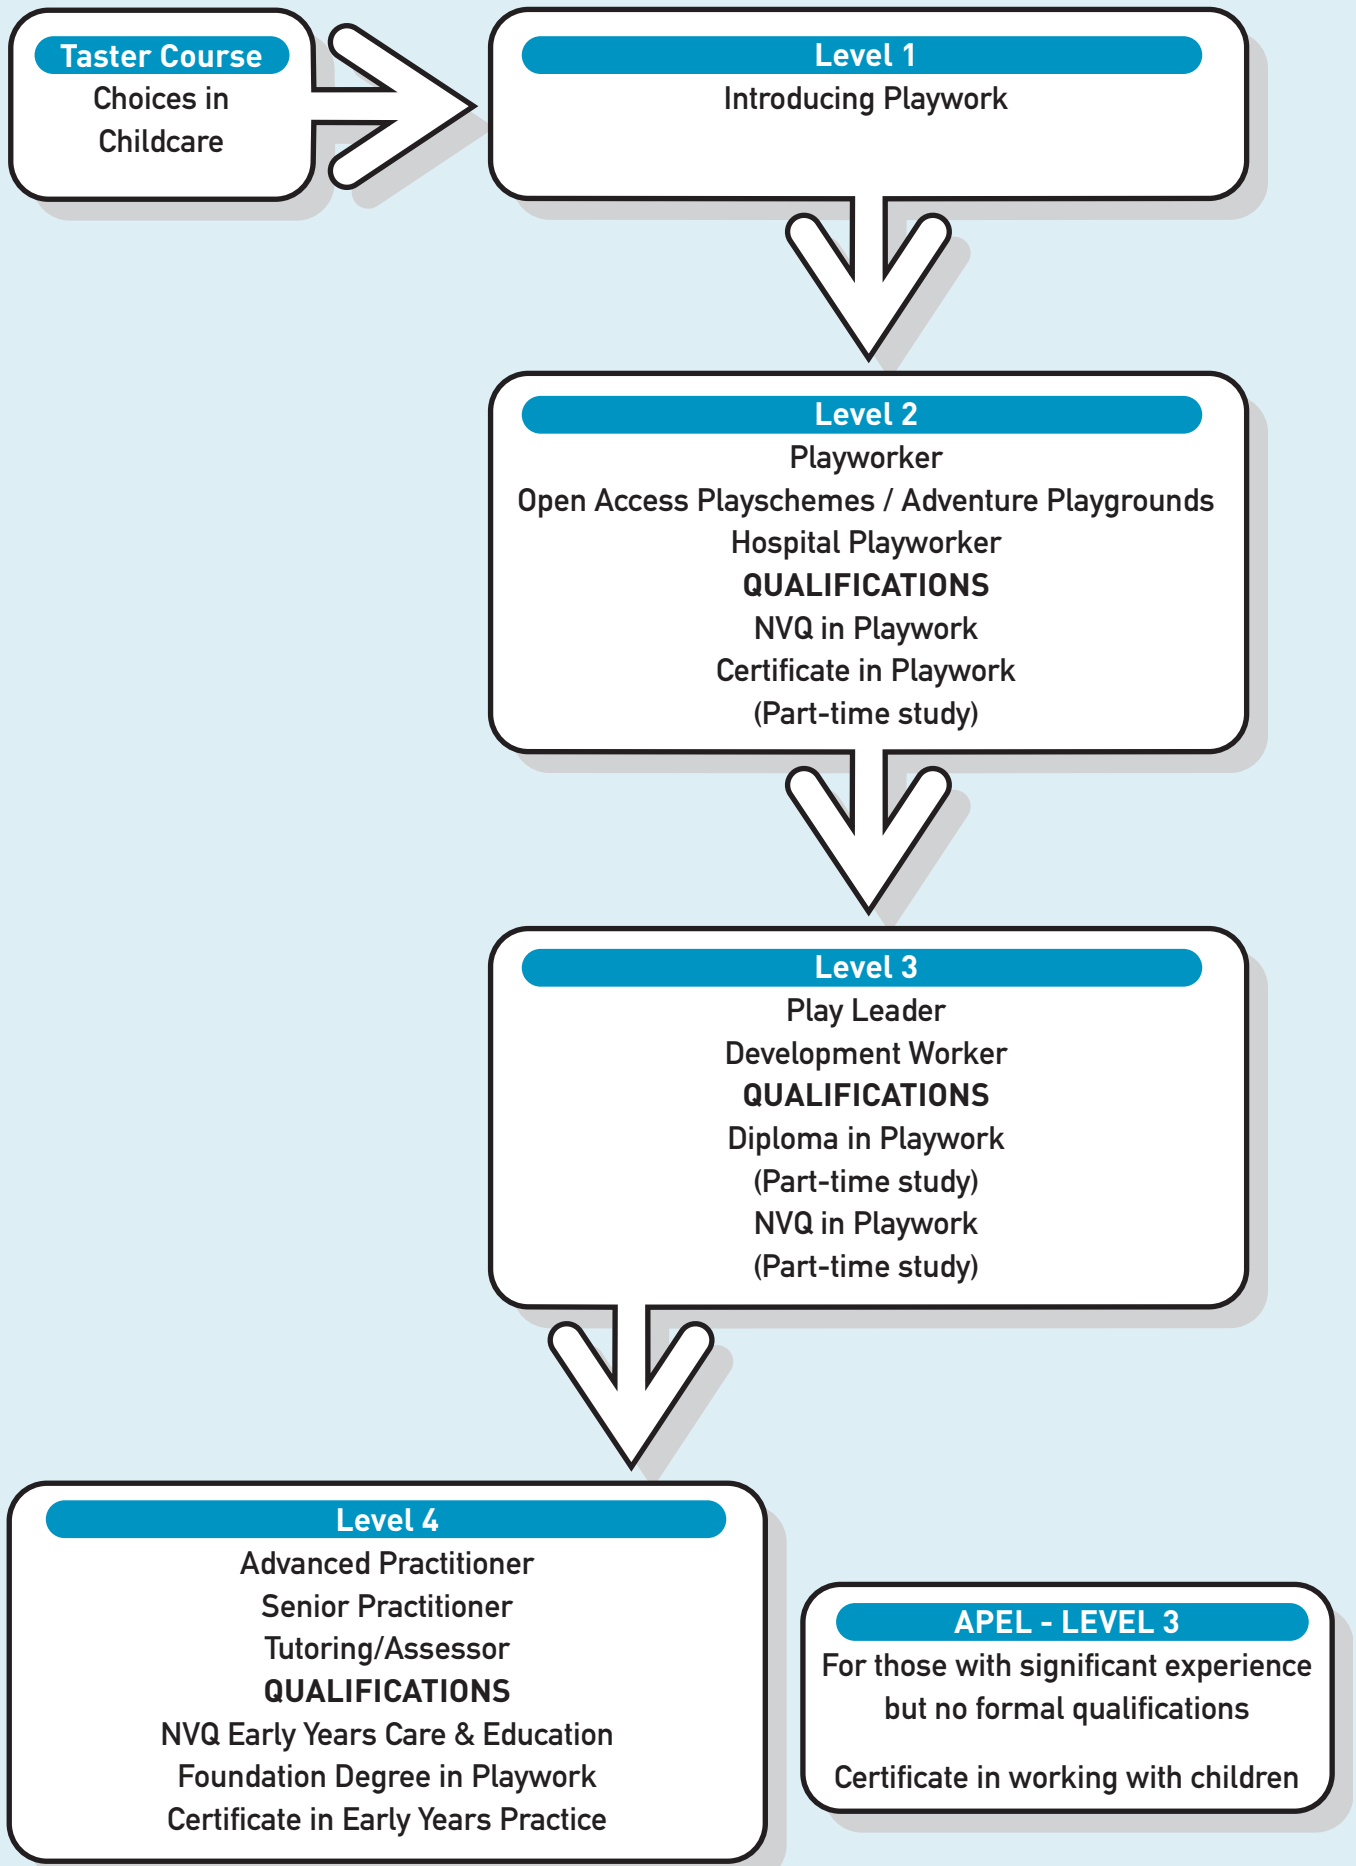 Taster Course
Choices in
Childcare
Level 1
Introducing Playwork
Level 2
Playworker
Open Access Playschemes / Adventure Playgrounds
Hospital Playworker
QUALIFICATIONS
NVQ in Playwork
Certificate in Playwork
(Part-time study)
Level 3
Play Leader
Development Worker
QUALIFICATIONS
Diploma in Playwork
(Part-time study)
NVQ in Playwork
(Part-time study)
Level 4
Advanced Practitioner
Senior Practitioner
Tutoring/Assessor
QUALIFICATIONS
NVQ Early Years Care & Education
Foundation Degree in Playwork
Certificate in Early Years Practice
APEL - LEVEL 3
For those with significant experience
but no formal qualifications
Certificate in working with children